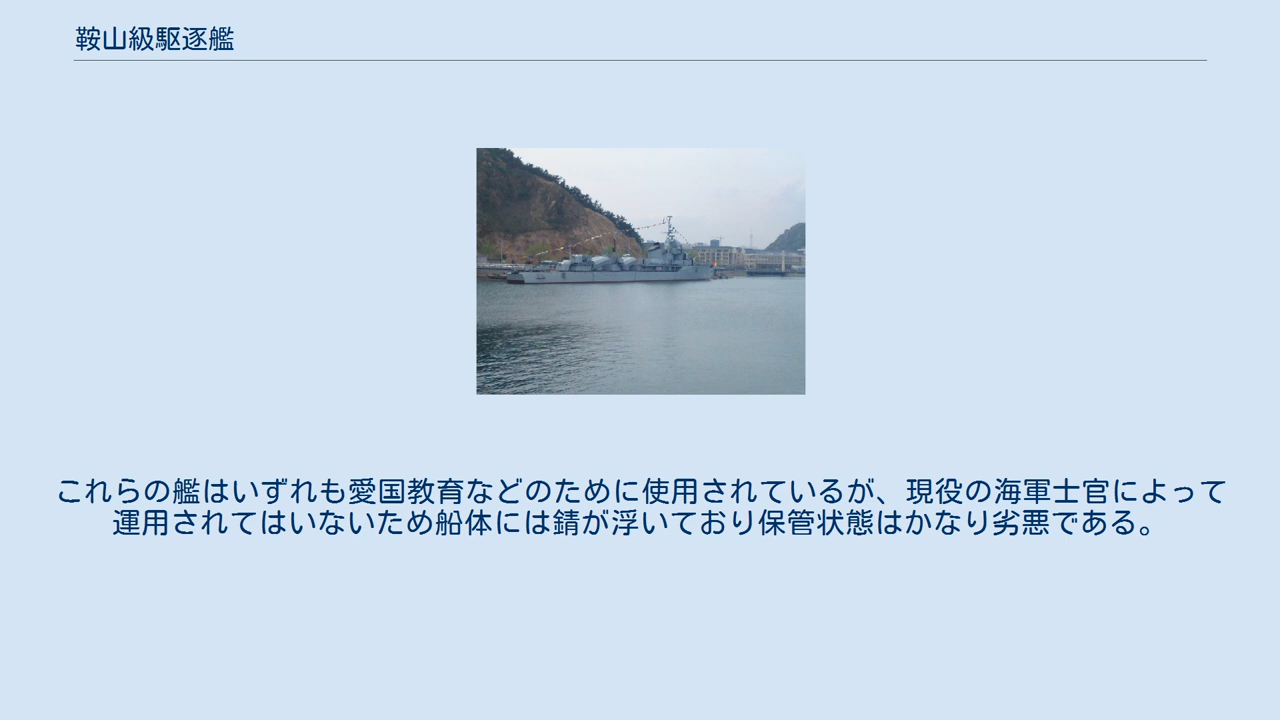 鞍山級駆逐艦
これらの艦はいずれも愛国教育などのために使用されているが、現役の海軍士官によって
運用されてはいないため船体には錆が浮いており保管状態はかなり劣悪である。